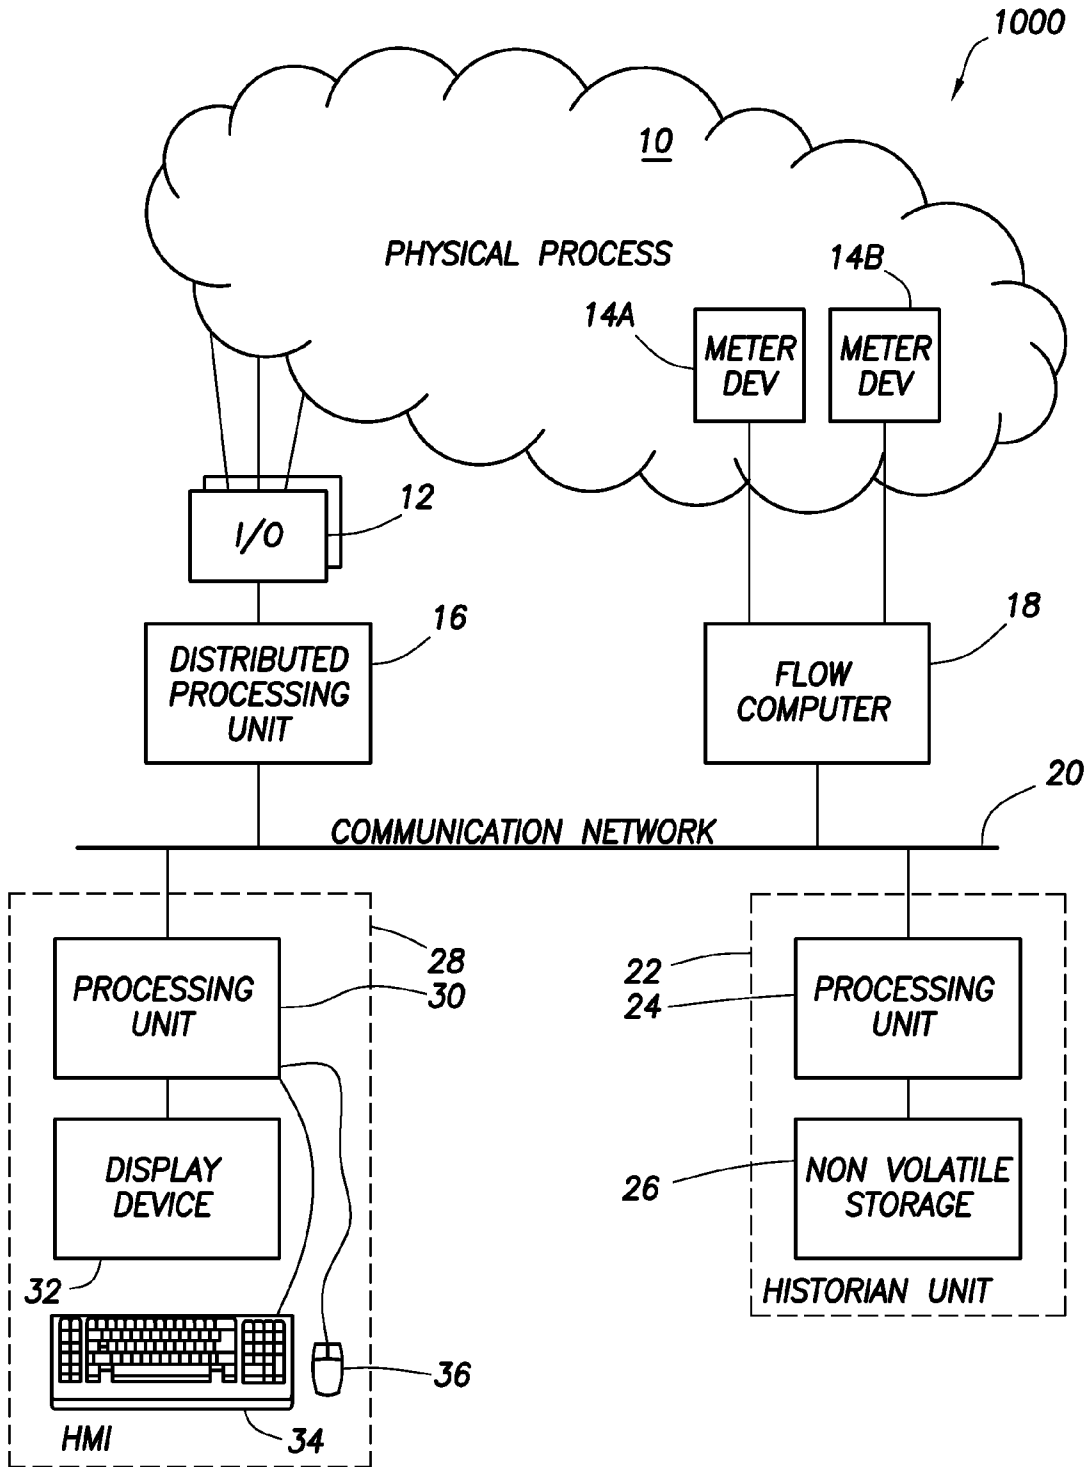 1000
10
PHYSICAL PROCESS
14B
14A
METER
DEV
METER
DEV
12
I/O
16
DISTRIBUTED
PROCESSING
UNIT
18
FLOW
COMPUTER
20
COMMUNICATION NETWORK
28
30
PROCESSING
UNIT
22
24
PROCESSING
UNIT
DISPLAY
DEVICE
26
NON VOLATILE
STORAGE
32
HISTORIAN UNIT
36
34
HMI